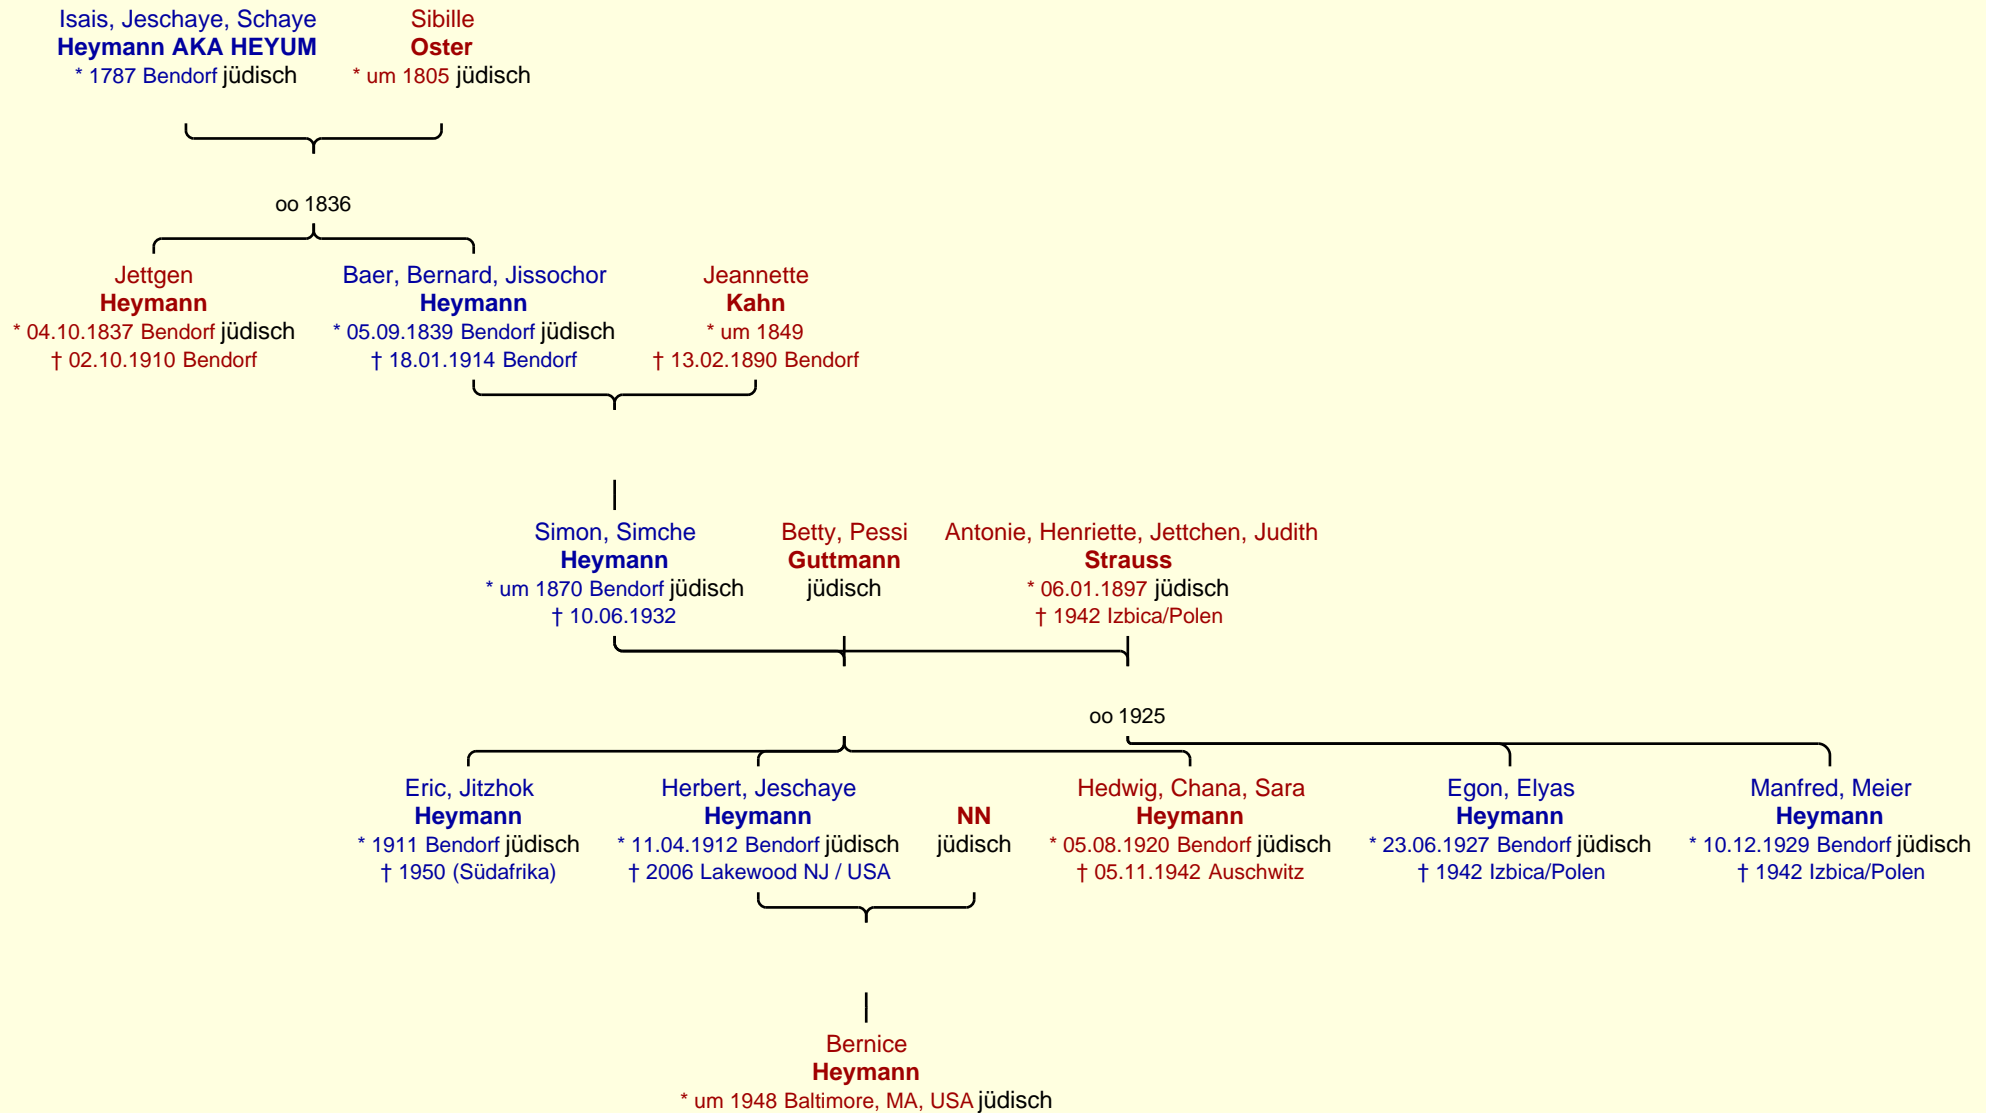 Isais, Jeschaye, Schaye
Heymann AKA HEYUM
* 1787 Bendorf jüdisch
Sibille
Oster
* um 1805 jüdisch
oo 1836
Jettgen
Heymann
* 04.10.1837 Bendorf jüdisch
† 02.10.1910 Bendorf
Baer, Bernard, Jissochor
Heymann
* 05.09.1839 Bendorf jüdisch
† 18.01.1914 Bendorf
Jeannette
Kahn
* um 1849
† 13.02.1890 Bendorf
Simon, Simche
Heymann
* um 1870 Bendorf jüdisch
† 10.06.1932
Betty, Pessi
Guttmann
jüdisch
Antonie, Henriette, Jettchen, Judith
Strauss
* 06.01.1897 jüdisch
† 1942 Izbica/Polen
oo 1925
Eric, Jitzhok
Heymann
* 1911 Bendorf jüdisch
† 1950 (Südafrika)
Herbert, Jeschaye
Heymann
* 11.04.1912 Bendorf jüdisch
† 2006 Lakewood NJ / USA
NN
jüdisch
Hedwig, Chana, Sara
Heymann
* 05.08.1920 Bendorf jüdisch
† 05.11.1942 Auschwitz
Egon, Elyas
Heymann
* 23.06.1927 Bendorf jüdisch
† 1942 Izbica/Polen
Manfred, Meier
Heymann
* 10.12.1929 Bendorf jüdisch
† 1942 Izbica/Polen
Bernice
Heymann
* um 1948 Baltimore, MA, USA jüdisch